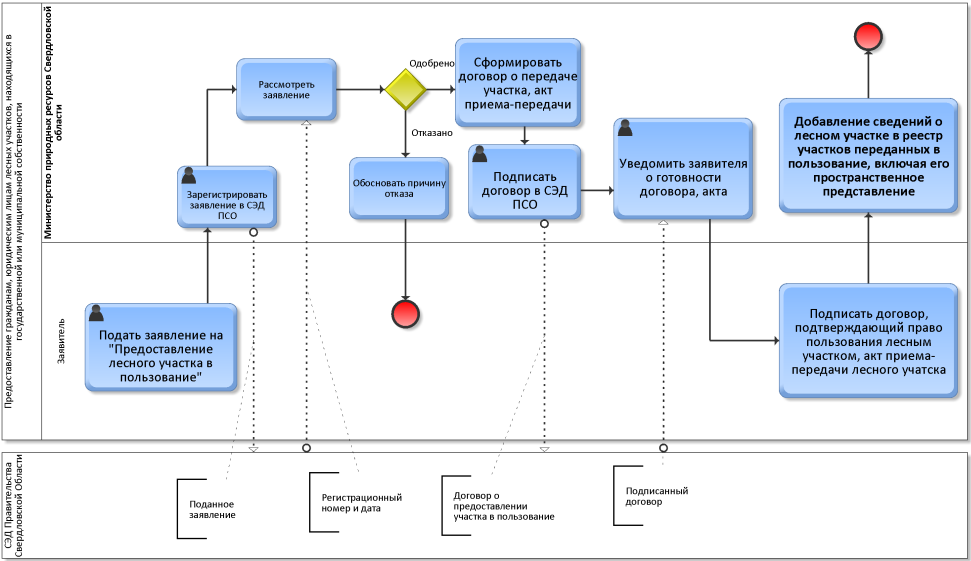 Предоставление гражданам, юридическим лицам лесных участков, находящихся в
государственной или муниципальной собственности
Министерство природных ресурсов Свердловской
области
Рассмотреть
заявление
Одобрено
Отказано
Сформировать
договор о передаче
участка, акт
приема-передачи
Зарегистрировать
заявление в СЭД
ПСО
Обосновать причину
отказа
Подписать
договор в СЭД
ПСО
Уведомить заявителя
о готовности
договора, акта
Добавление сведений о
лесном участке в реестр
участков переданных в
пользование, включая его
пространственное
представление
Заявитель
Подать заявление на
"Предоставление
лесного участка в
пользование"
Подписать договор,
подтверждающий право
пользования лесным
участком, акт приема-
передачи лесного учатска
СЭД Правительства
Свердловской Области
Поданное
заявление
Регистрационный
номер и дата
Договор о
предоставлении
участка в пользование
Подписанный
договор